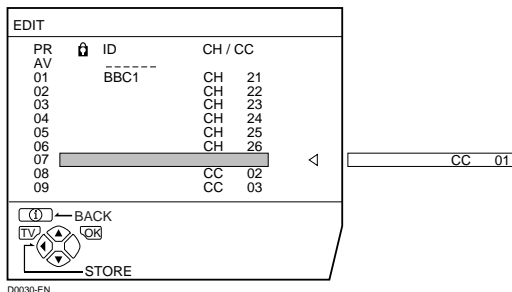 EDIT
PR ID CH / CC
AV _ _ _ _ _ _
01 BBC1 CH 21
02 CH 22
03 CH 23
04 CH 24
05 CH 25
06 CH 26
07 CC 01
08 CC 02
09 CC 03
BACK
TV OK
STORE
D0030-EN